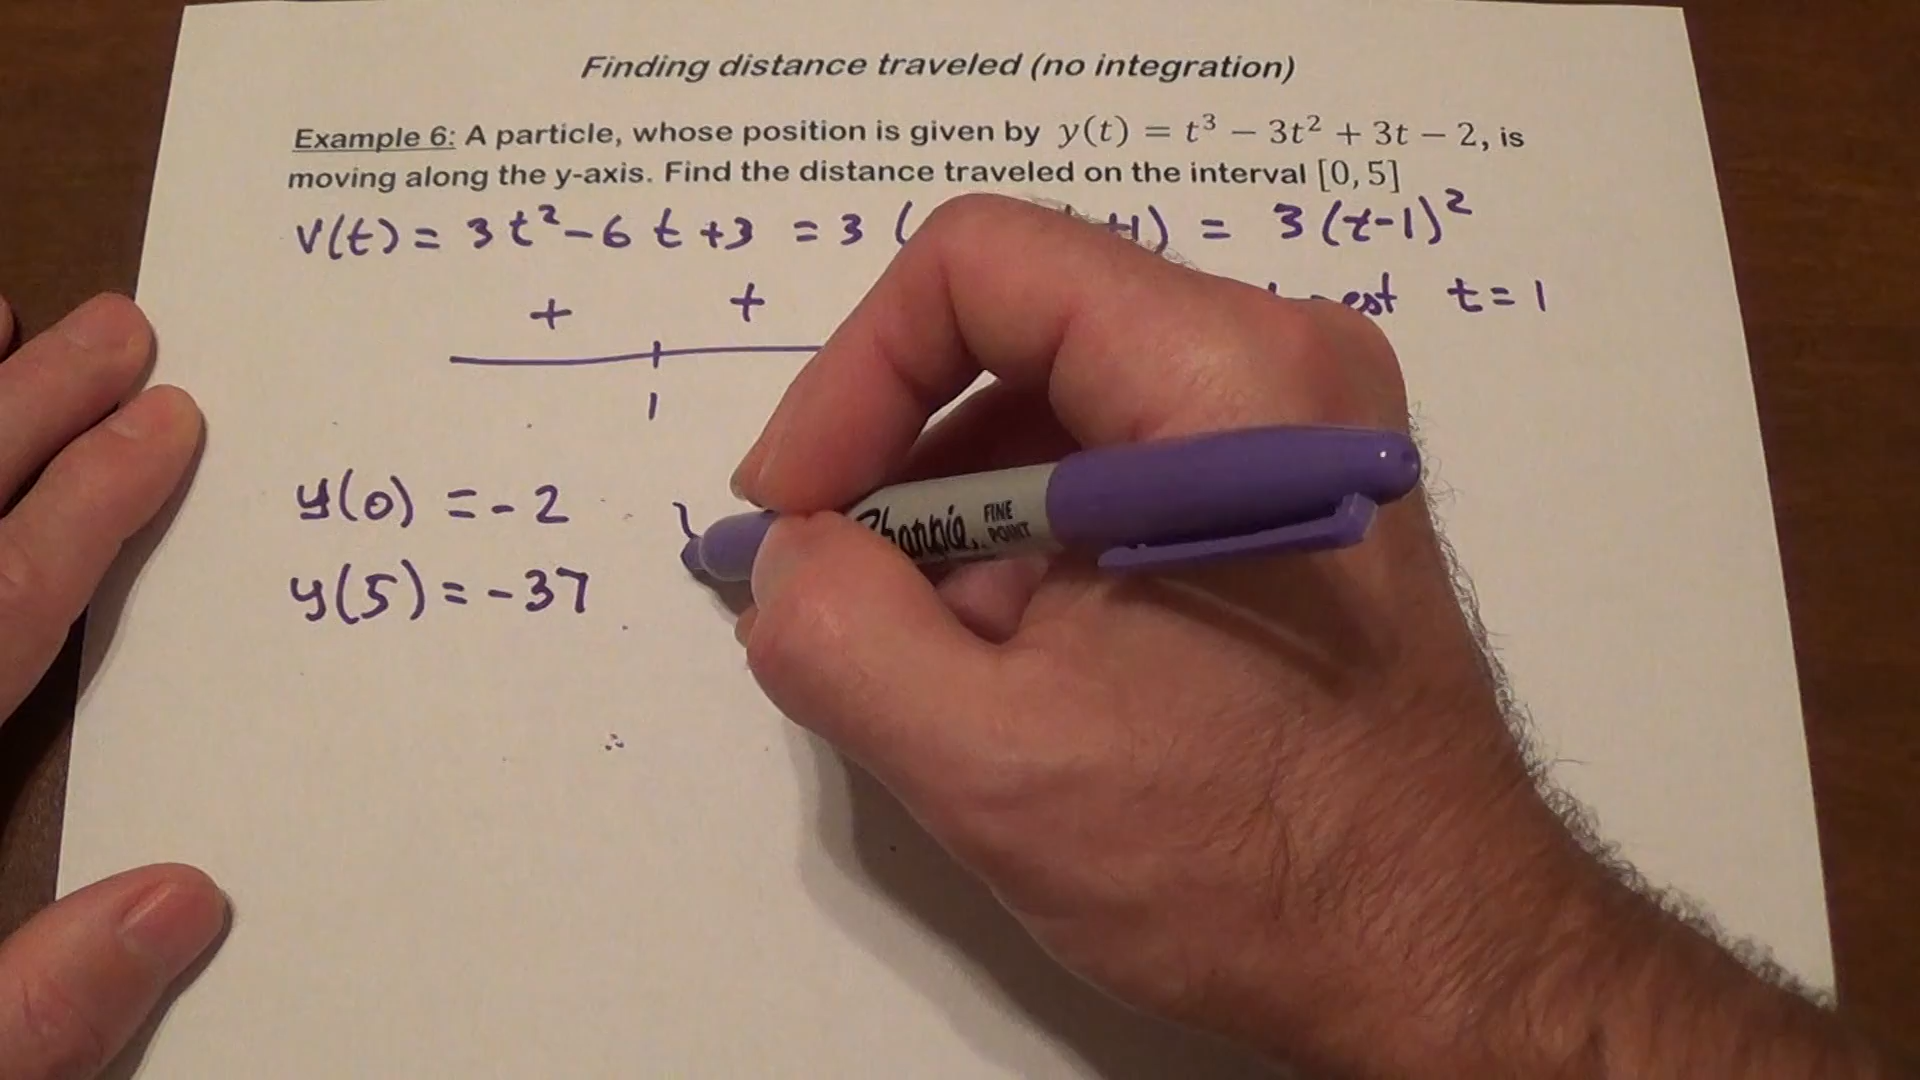 Finding distance traveled (no integration)
Example 6: A particle, whose position is given by y(t) = t³ − 3t² + 3t − 2, is
moving along the y-axis. Find the distance traveled on the interval [0, 5]
v(t) = 3t² - 6t + 3 = 3( +1) = 3(t-1)²
+ +
t = 1
1
y(0) = -2
y(5) = -37
Sharpie. FINE
POINT